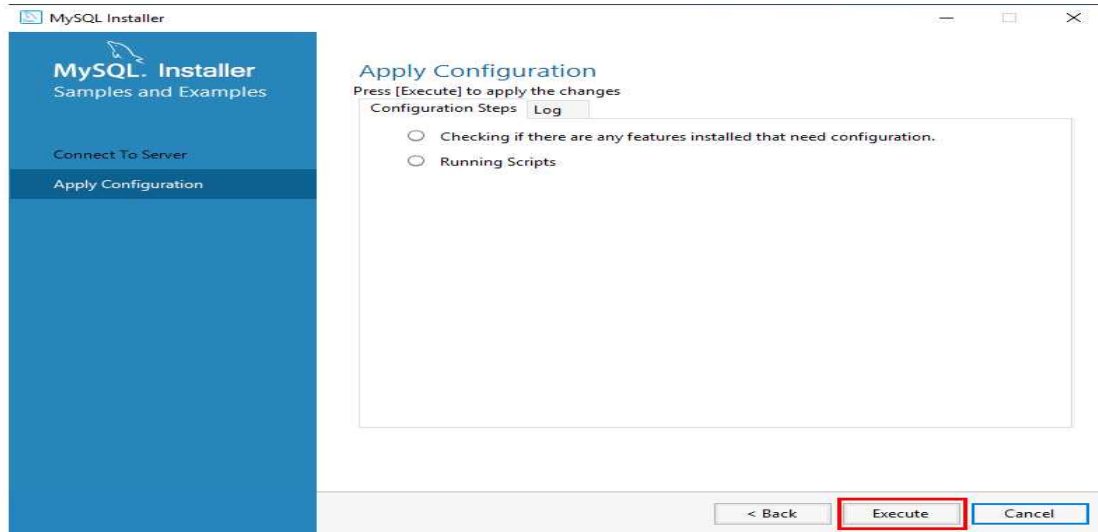 MySQL Installer
MySQL. Installer
Samples and Examples
Connect To Server
Apply Configuration
Apply Configuration
Press [Execute] to apply the changes
Configuration Steps Log
Checking if there are any features installed that need configuration.
Running Scripts
< Back Execute Cancel